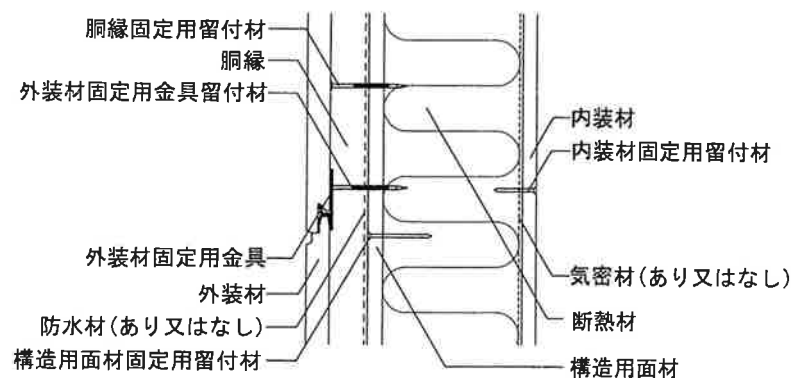 胴縁固定用留付材
胴縁
外装材固定用金具留付材
外装材固定用金具
外装材
防水材(あり又はなし)
構造用面材固定用留付材
内装材
内装材固定用留付材
気密材(あり又はなし)
断熱材
構造用面材